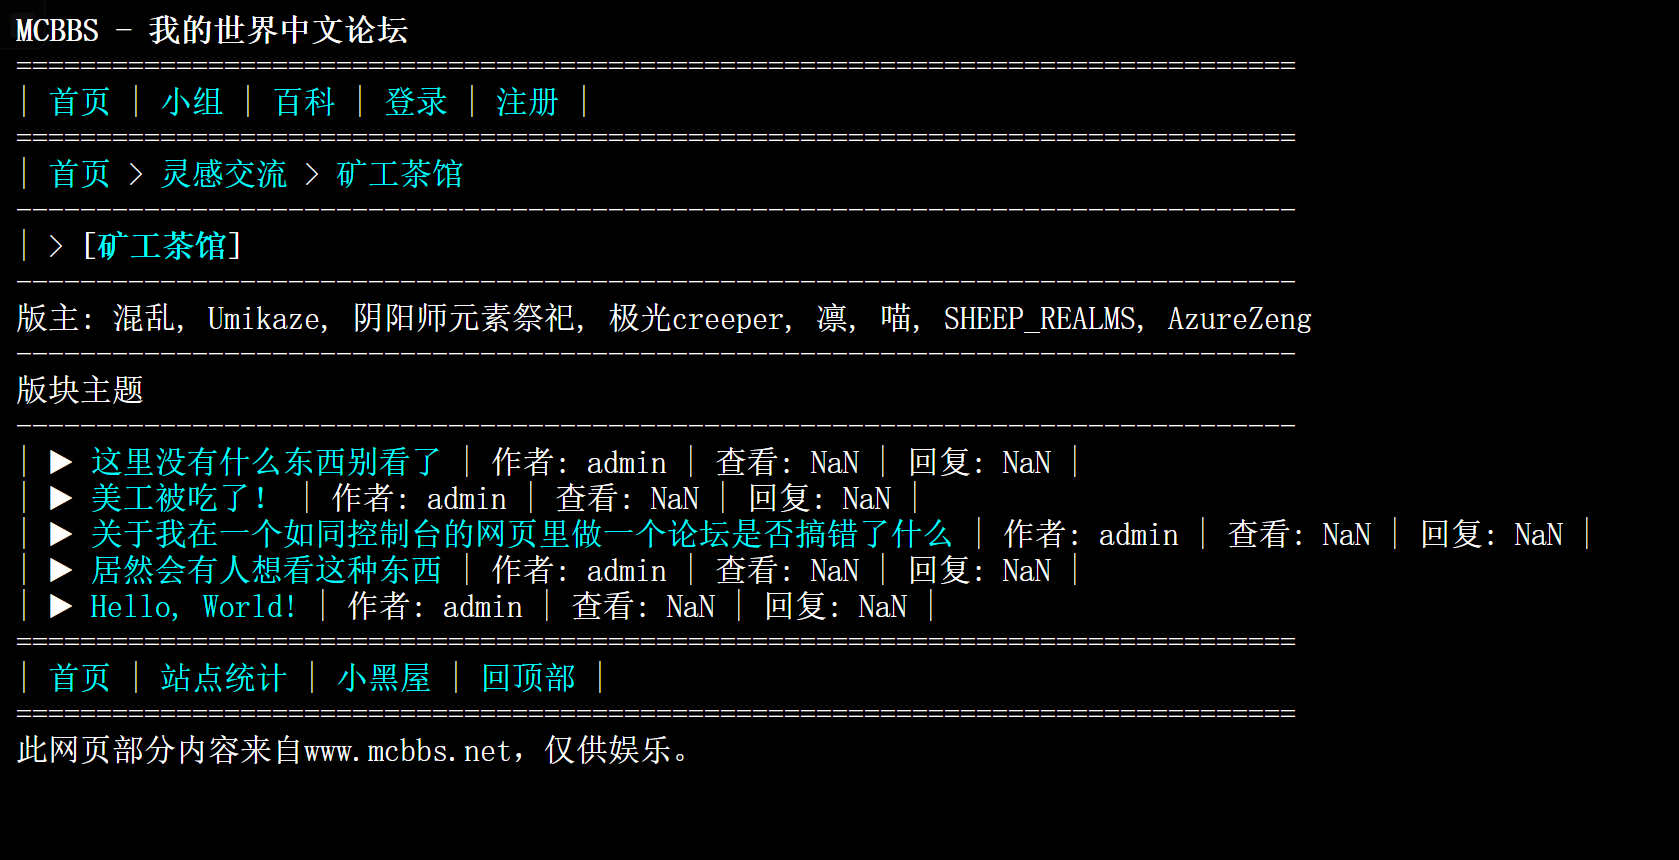 MCBBS - 我的世界中文论坛
================================================================================
| 首页 | 小组 | 百科 | 登录 | 注册 |
================================================================================
| 首页 > 灵感交流 > 矿工茶馆
--------------------------------------------------------------------------------
| > [矿工茶馆]
--------------------------------------------------------------------------------
版主: 混乱, Umikaze, 阴阳师元素祭祀, 极光creeper, 凛, 喵, SHEEP_REALMS, AzureZeng
--------------------------------------------------------------------------------
版块主题
--------------------------------------------------------------------------------
| ▶ 这里没有什么东西别看了 | 作者: admin | 查看: NaN | 回复: NaN |
| ▶ 美工被吃了！ | 作者: admin | 查看: NaN | 回复: NaN |
| ▶ 关于我在一个如同控制台的网页里做一个论坛是否搞错了什么 | 作者: admin | 查看: NaN | 回复: NaN |
| ▶ 居然会有人想看这种东西 | 作者: admin | 查看: NaN | 回复: NaN |
| ▶ Hello, World! | 作者: admin | 查看: NaN | 回复: NaN |
================================================================================
| 首页 | 站点统计 | 小黑屋 | 回顶部 |
================================================================================
此网页部分内容来自www.mcbbs.net，仅供娱乐。